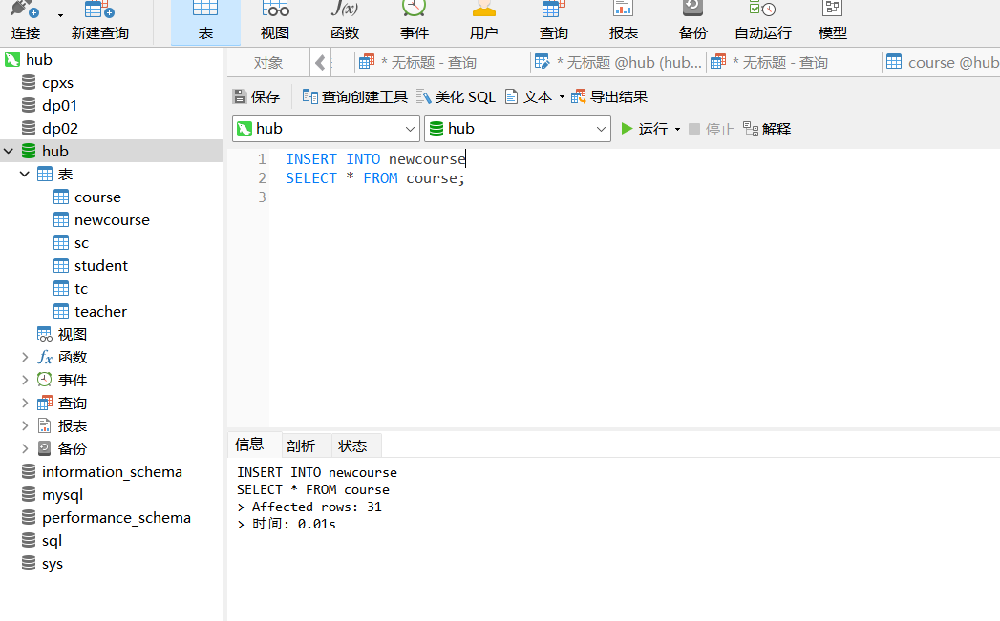 连接 新建查询 表 视图 函数 事件 用户 查询 报表 备份 自动运行 模型
hub
cpxs
dp01
dp02
hub
表
course
newcourse
sc
student
tc
teacher
视图
函数
事件
查询
报表
备份
information_schema
mysql
performance_schema
sql
sys
对象 * 无标题 - 查询 * 无标题 @hub (hub... * 无标题 - 查询 course @hub
保存 查询创建工具 美化 SQL 文本 导出结果
hub hub 运行 停止 解释
1 INSERT INTO newcourse
2 SELECT * FROM course;
3
信息 剖析 状态
INSERT INTO newcourse
SELECT * FROM course
> Affected rows: 31
> 时间: 0.01s